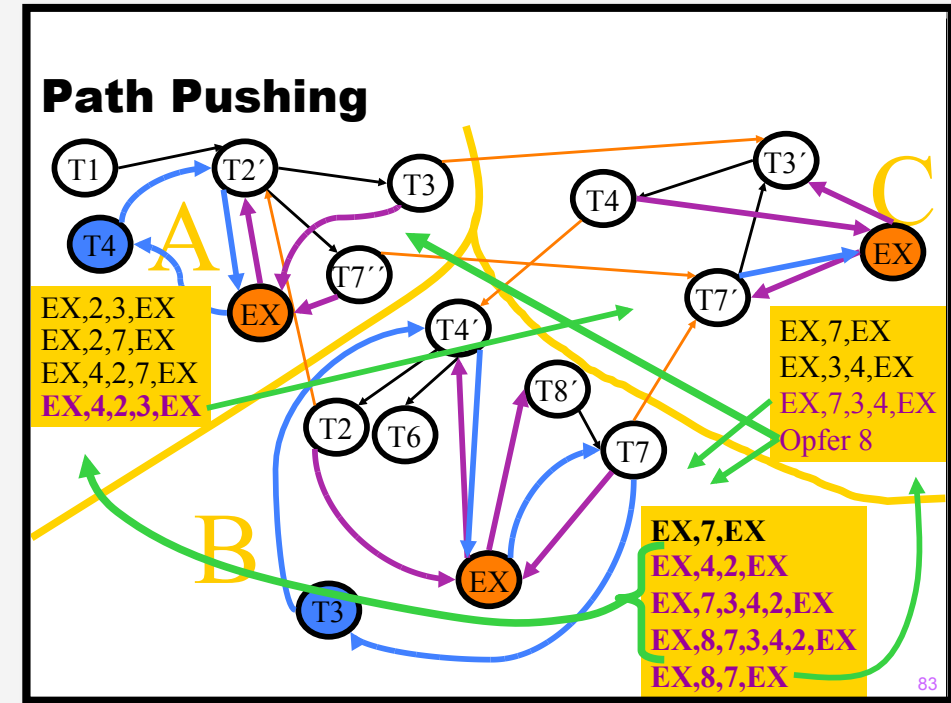 Path Pushing
T1
T2´
T3
T4
A
T7´´
EX
EX,2,3,EX
EX,2,7,EX
EX,4,2,7,EX
EX,4,2,3,EX
T3´
C
T4
EX
T7´
EX,7,EX
EX,3,4,EX
EX,7,3,4,EX
Opfer 8
T4´
T8´
T2
T6
T7
B
EX
T3
EX,7,EX
EX,4,2,EX
EX,7,3,4,2,EX
EX,8,7,3,4,2,EX
EX,8,7,EX
83